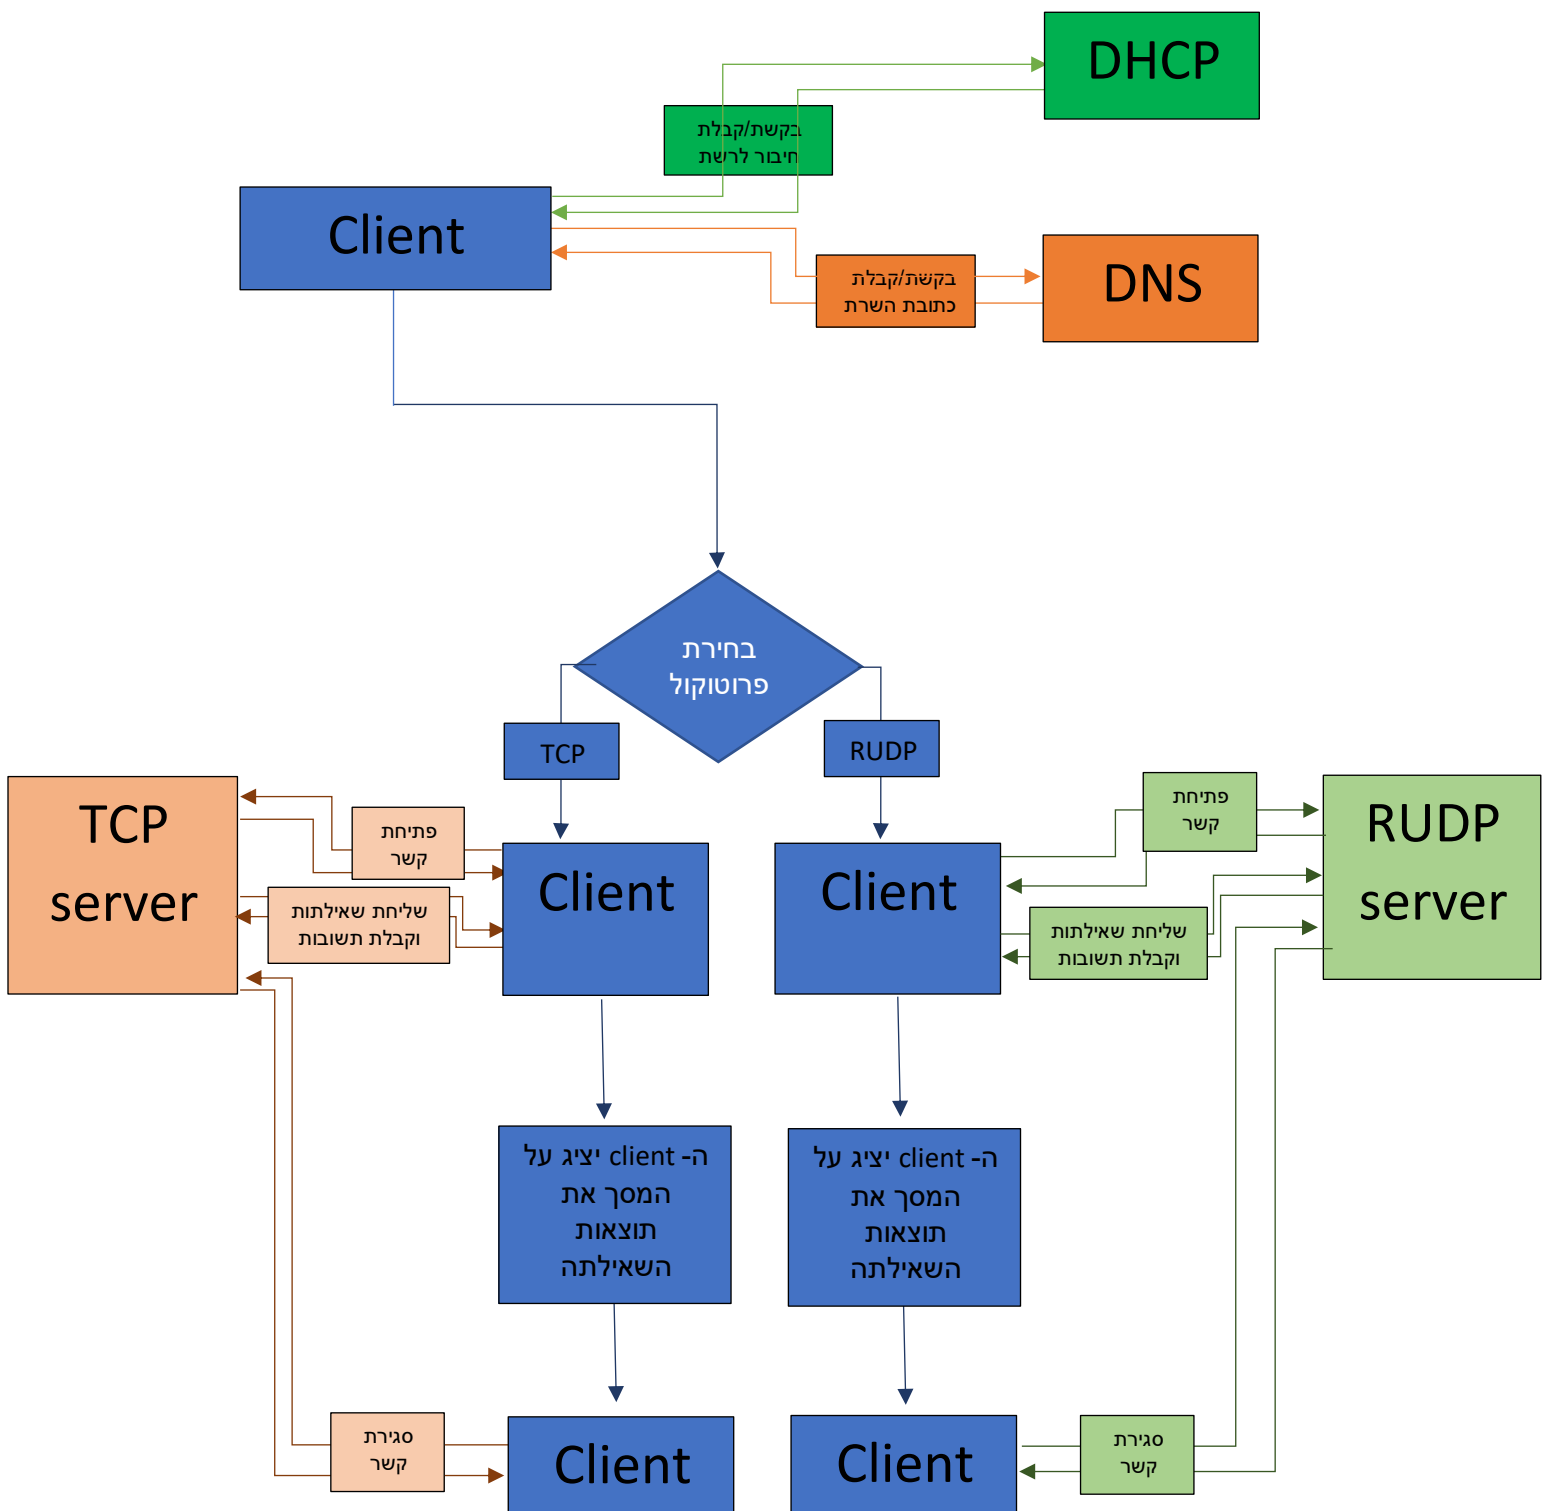 DHCP
בקשת/קבלת
חיבור לרשת
Client
בקשת/קבלת
כתובת השרת
DNS
בחירת
פרוטוקול
TCP
RUDP
TCP
server
פתיחת
קשר
שליחת שאילתות
וקבלת תשובות
Client
Client
פתיחת
קשר
שליחת שאילתות
וקבלת תשובות
RUDP
server
ה- client יציג על
המסך את
תוצאות
השאילתה
ה- client יציג על
המסך את
תוצאות
השאילתה
סגירת
קשר
Client
Client
סגירת
קשר